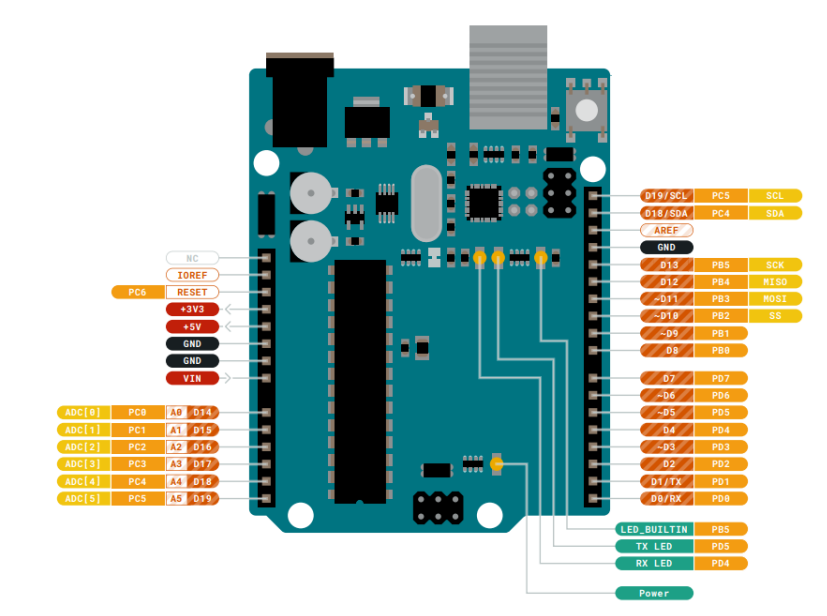 D19/SCL PC5 SCL
D18/SDA PC4 SDA
AREF
GND
NC
D13 PB5 SCK
IOREF
D12 PB4 MISO
PC6 RESET
~D11 PB3 MOSI
+3V3
~D10 PB2 SS
+5V
~D9 PB1
GND
D8 PB0
GND
VIN
D7 PD7
~D6 PD6
ADC[0] PC0 A0 D14
~D5 PD5
ADC[1] PC1 A1 D15
D4 PD4
ADC[2] PC2 A2 D16
~D3 PD3
ADC[3] PC3 A3 D17
D2 PD2
ADC[4] PC4 A4 D18
D1/TX PD1
ADC[5] PC5 A5 D19
D0/RX PD0
LED_BUILTIN PB5
TX LED PD5
RX LED PD4
Power